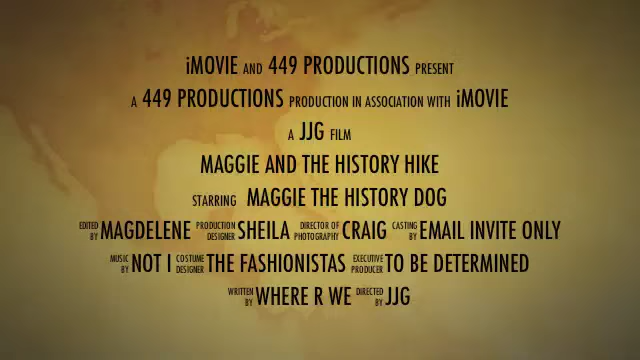 iMOVIE AND 449 PRODUCTIONS PRESENT
A 449 PRODUCTIONS PRODUCTION IN ASSOCIATION WITH iMOVIE
A JJG FILM
MAGGIE AND THE HISTORY HIKE
STARRING MAGGIE THE HISTORY DOG
EDITED BY MAGDELENE PRODUCTION DESIGNER SHEILA DIRECTOR OF PHOTOGRAPHY CRAIG CASTING BY EMAIL INVITE ONLY
MUSIC BY NOT I COSTUME DESIGNER THE FASHIONISTAS EXECUTIVE PRODUCER TO BE DETERMINED
WRITTEN BY WHERE R WE DIRECTED BY JJG